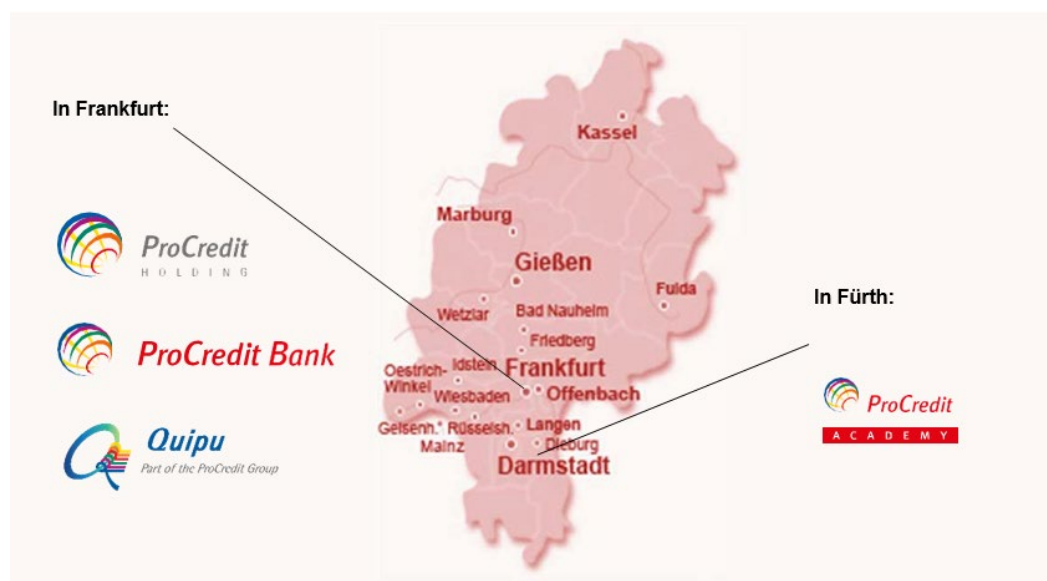 In Frankfurt:
ProCredit
HOLDING
ProCredit Bank
Quipu
Part of the ProCredit Group
Kassel
Marburg
Gießen
Fulda
Wetzlar
Bad Nauheim
Friedberg
Oestrich-
Winkel
Idstein
Frankfurt
Wiesbaden
Offenbach
Geisenh.
Rüsselsh.
Langen
Mainz
Dieburg
Darmstadt
In Fürth:
ProCredit
ACADEMY